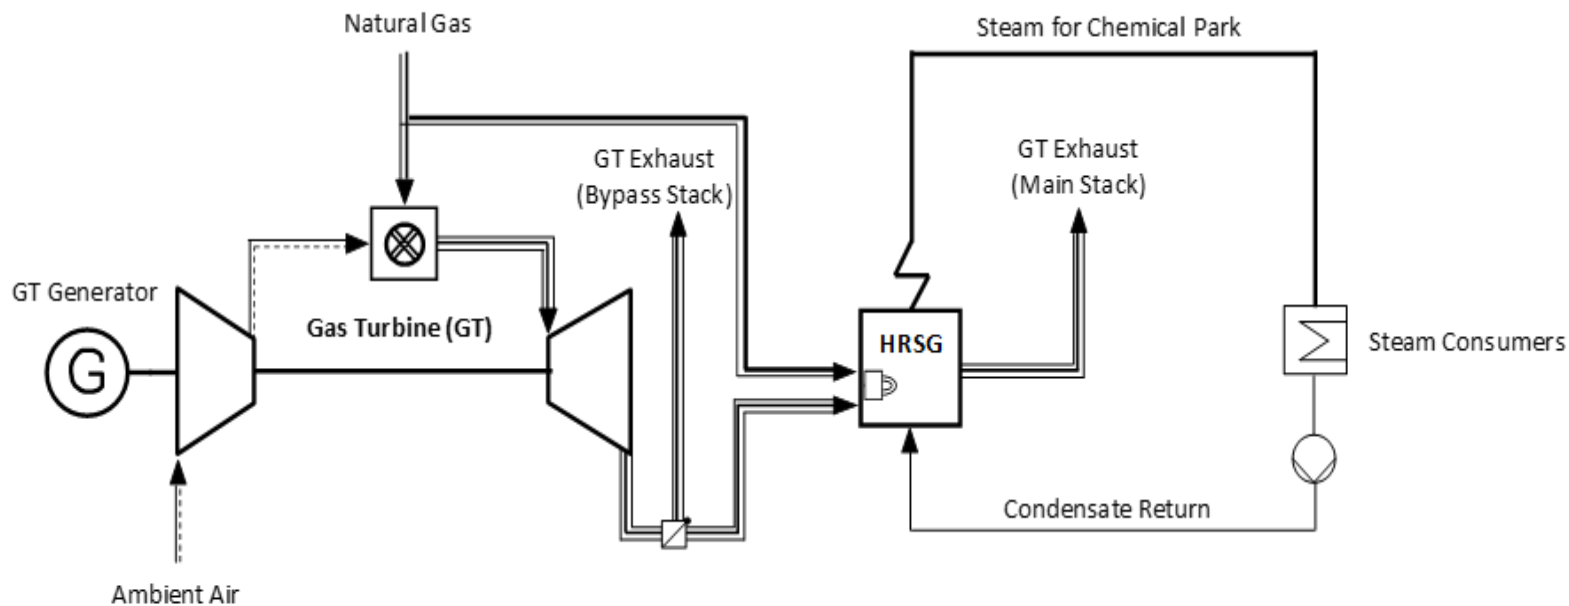 Natural Gas
Steam for Chemical Park
GT Exhaust
(Bypass Stack)
GT Exhaust
(Main Stack)
GT Generator
G
Gas Turbine (GT)
HRSG
Steam Consumers
Condensate Return
Ambient Air